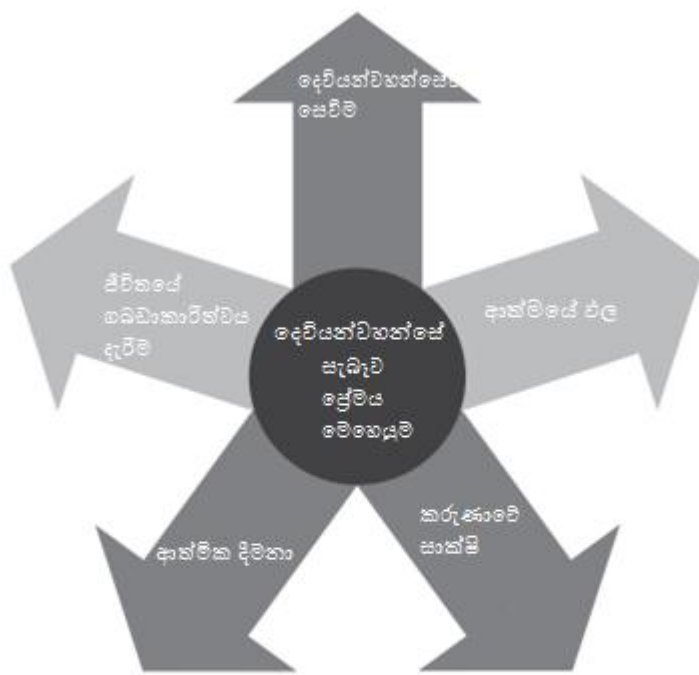 දෙවියන්වහන්සේව
සෙවීම
ජීවිතයේ
ගබඩාකාරිත්වය
දැරීම
ආත්මයේ ඵල
දෙවියන්වහන්සේ
සැබෑව
ප්‍රේමය
මෙහෙයුම
ආත්මික දීමනා
කරුණාවේ
සාක්ෂි